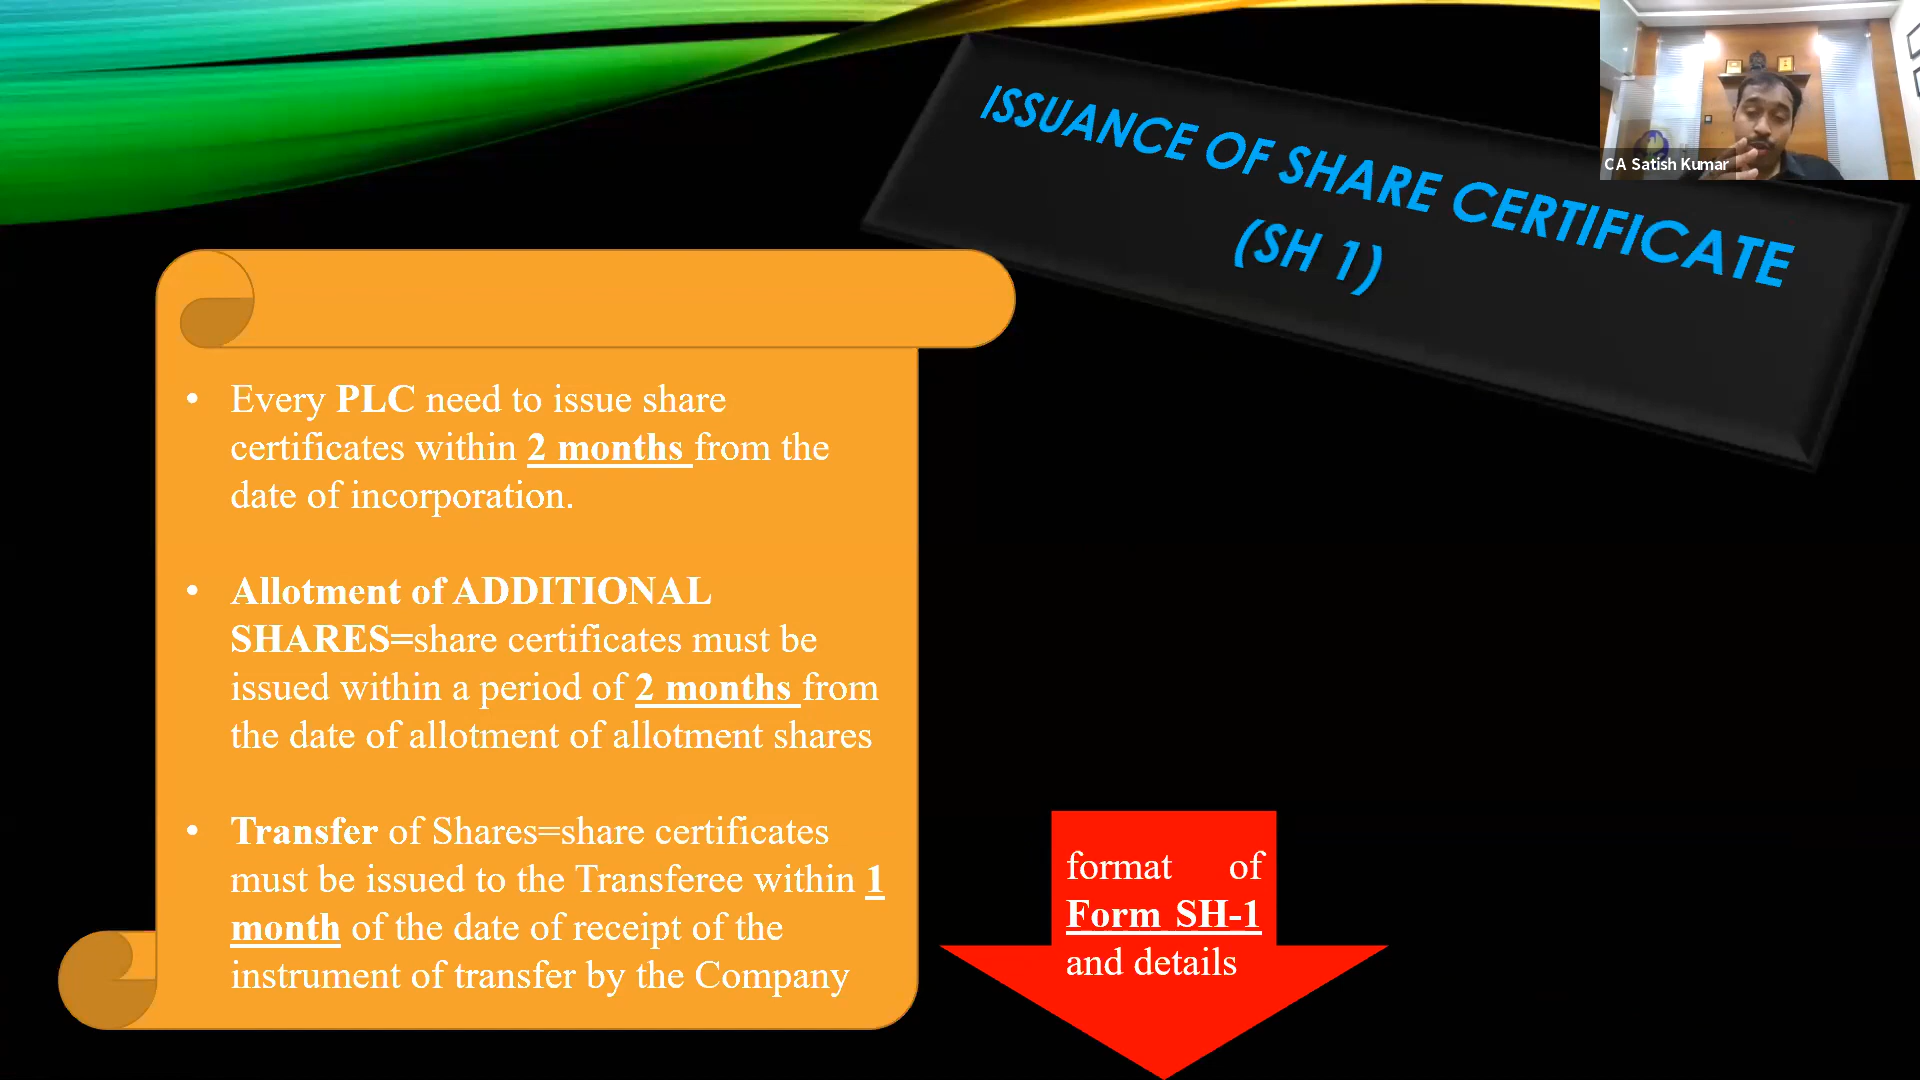 ISSUANCE OF SHARE CERTIFICATE
(SH 1)
CA Satish Kumar
• Every PLC need to issue share
certificates within 2 months from the
date of incorporation.
• Allotment of ADDITIONAL
SHARES=share certificates must be
issued within a period of 2 months from
the date of allotment of allotment shares
• Transfer of Shares=share certificates
must be issued to the Transferee within 1
month of the date of receipt of the
instrument of transfer by the Company
format of
Form SH-1
and details